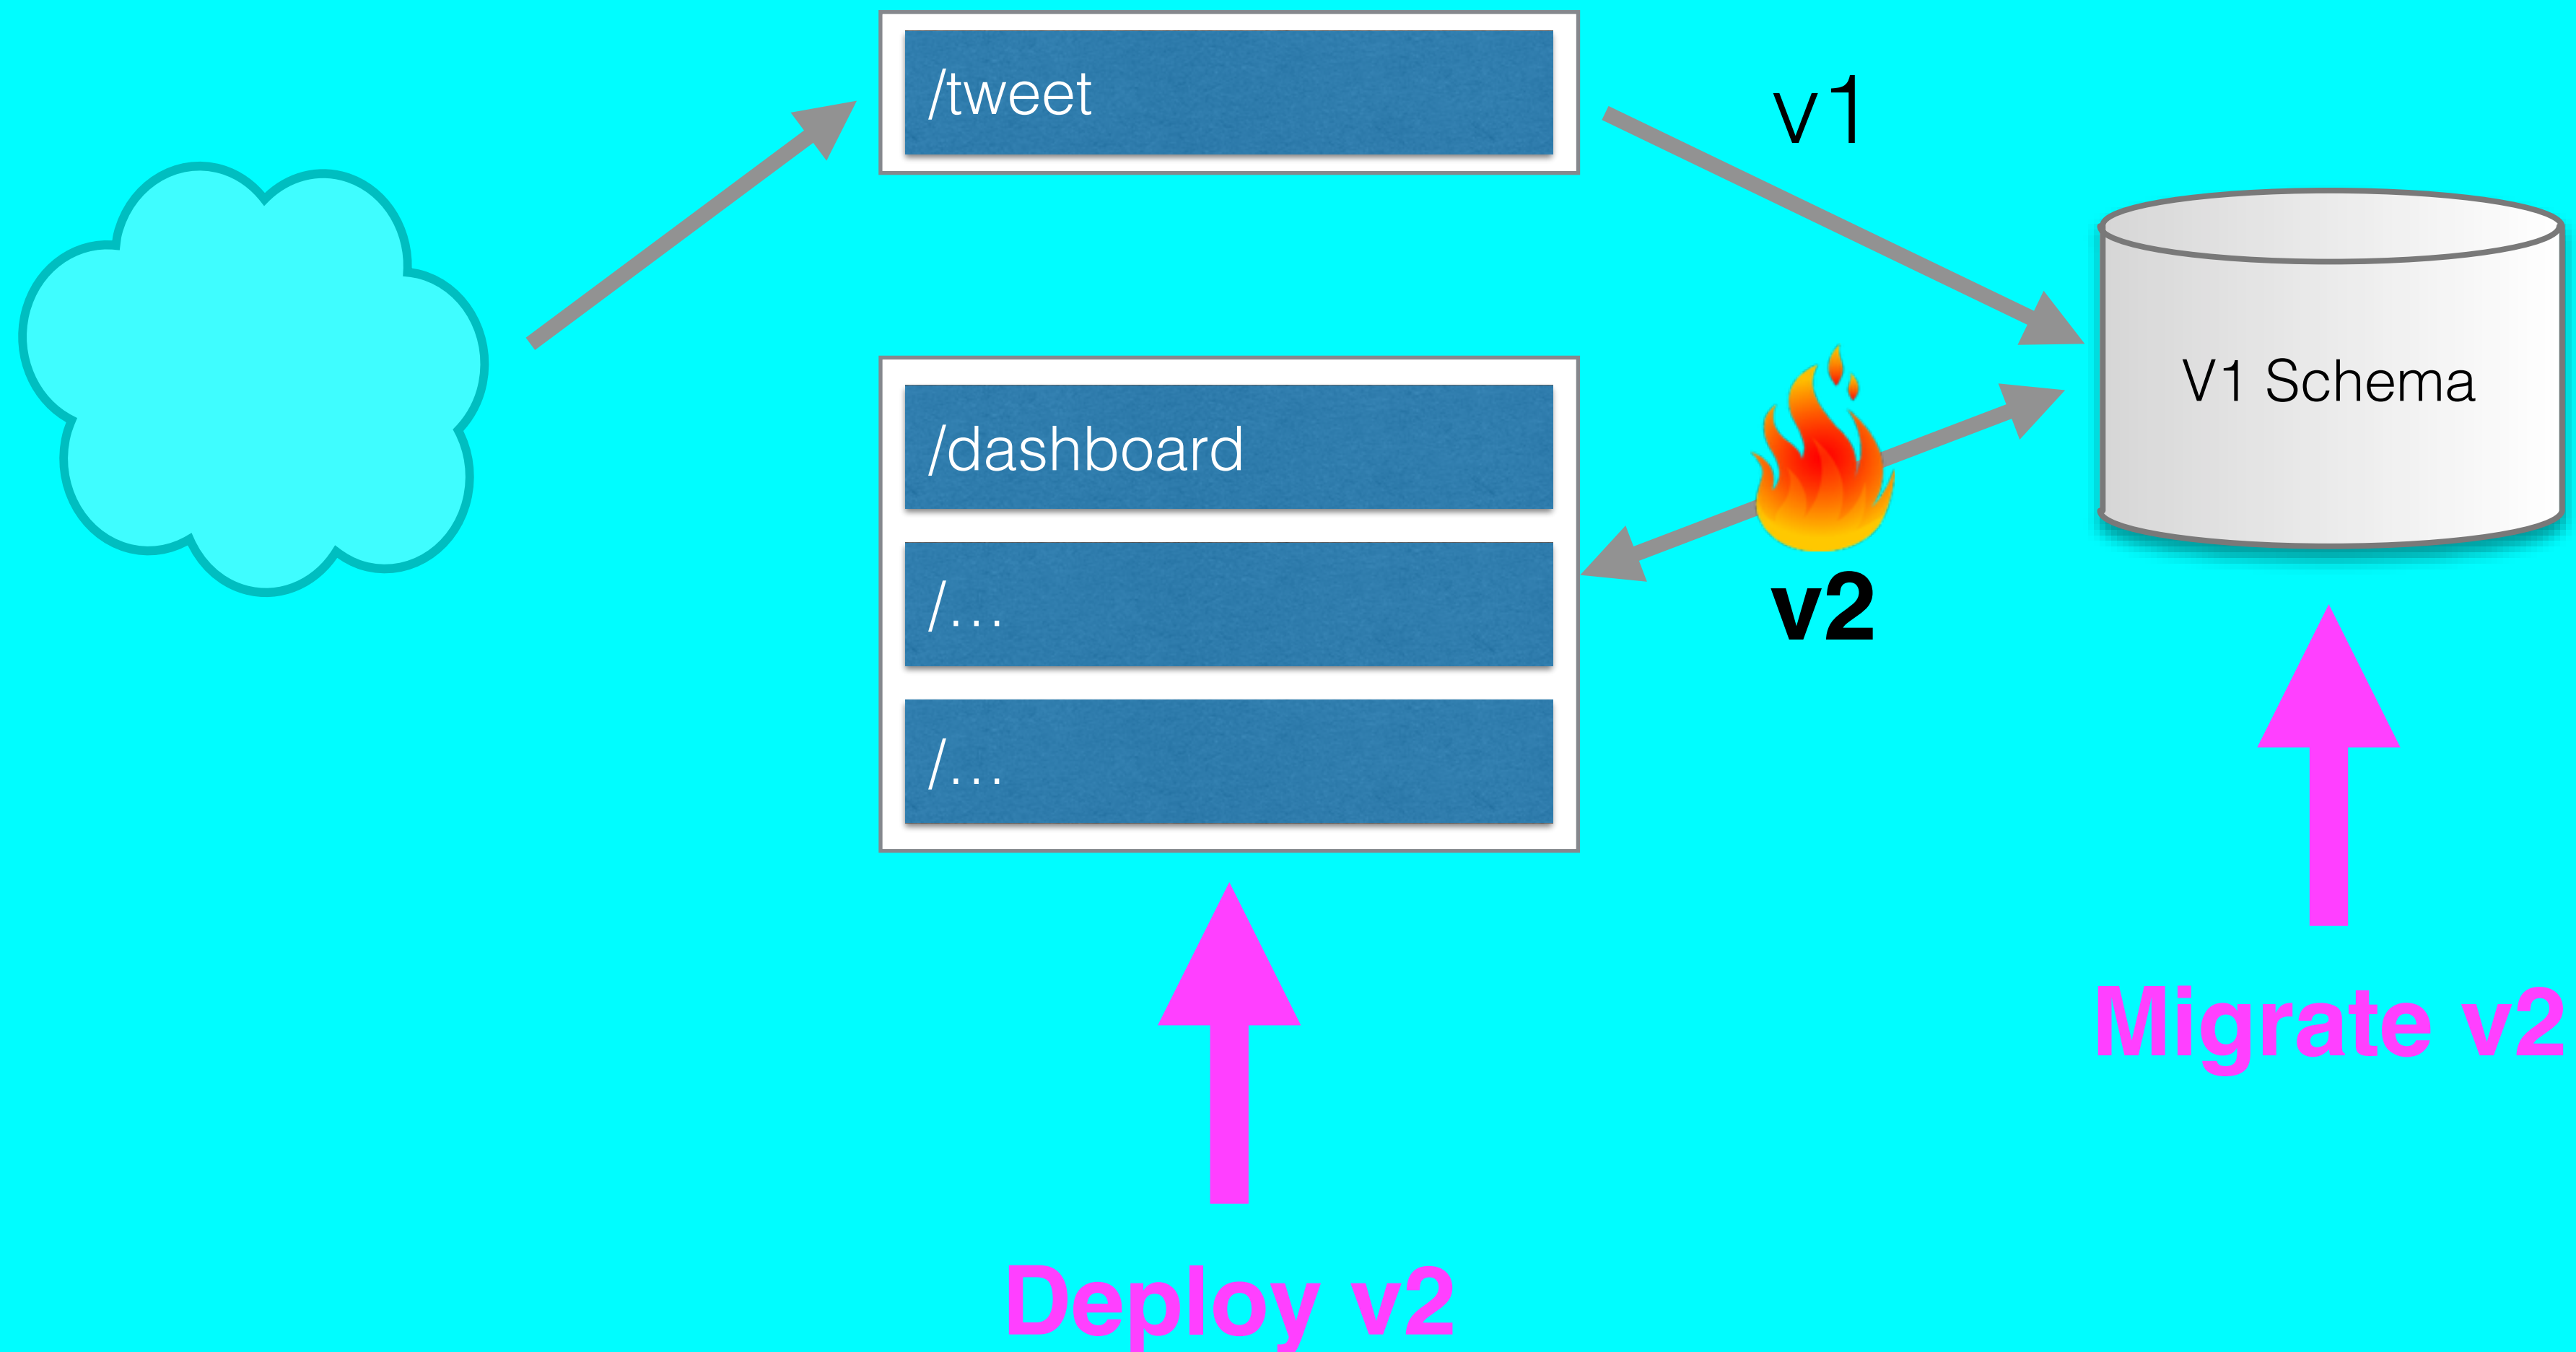 /tweet
v1
V1 Schema
/dashboard
/...
v2
/...
Migrate v2
Deploy v2